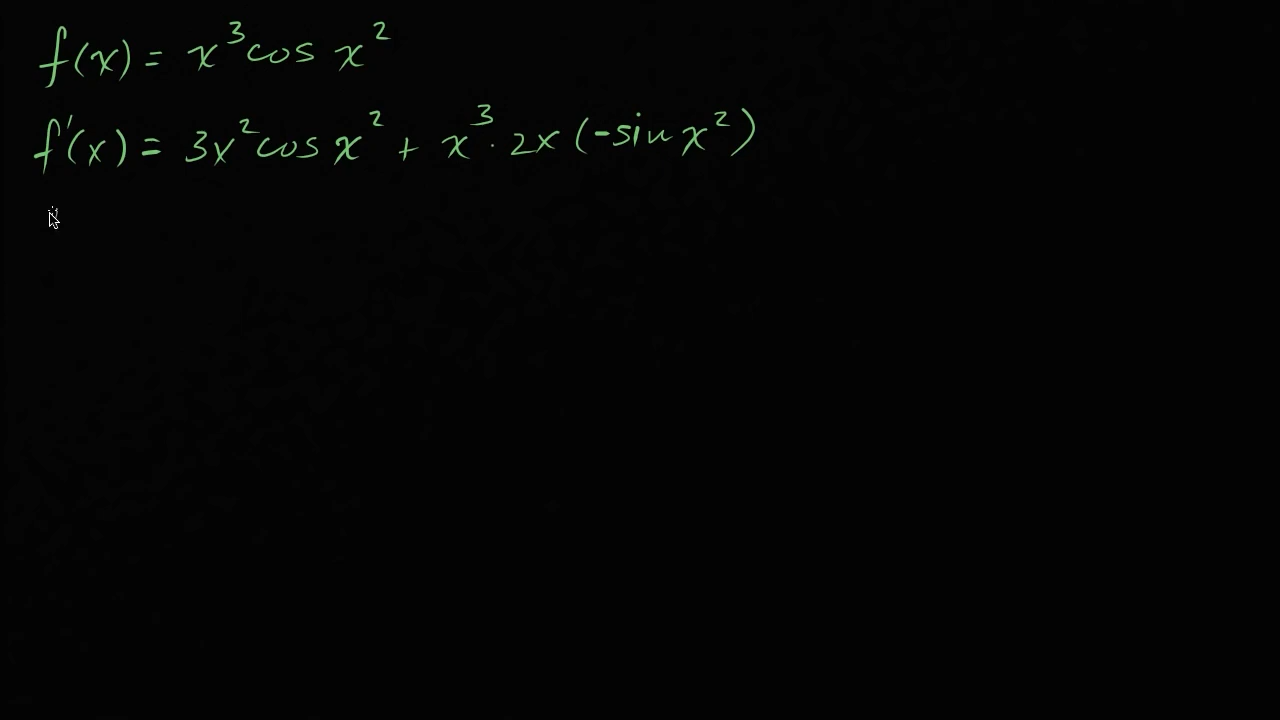 f(x) = x³cos x²
f'(x) = 3x²cos x² + x³ · 2x (-sin x²)